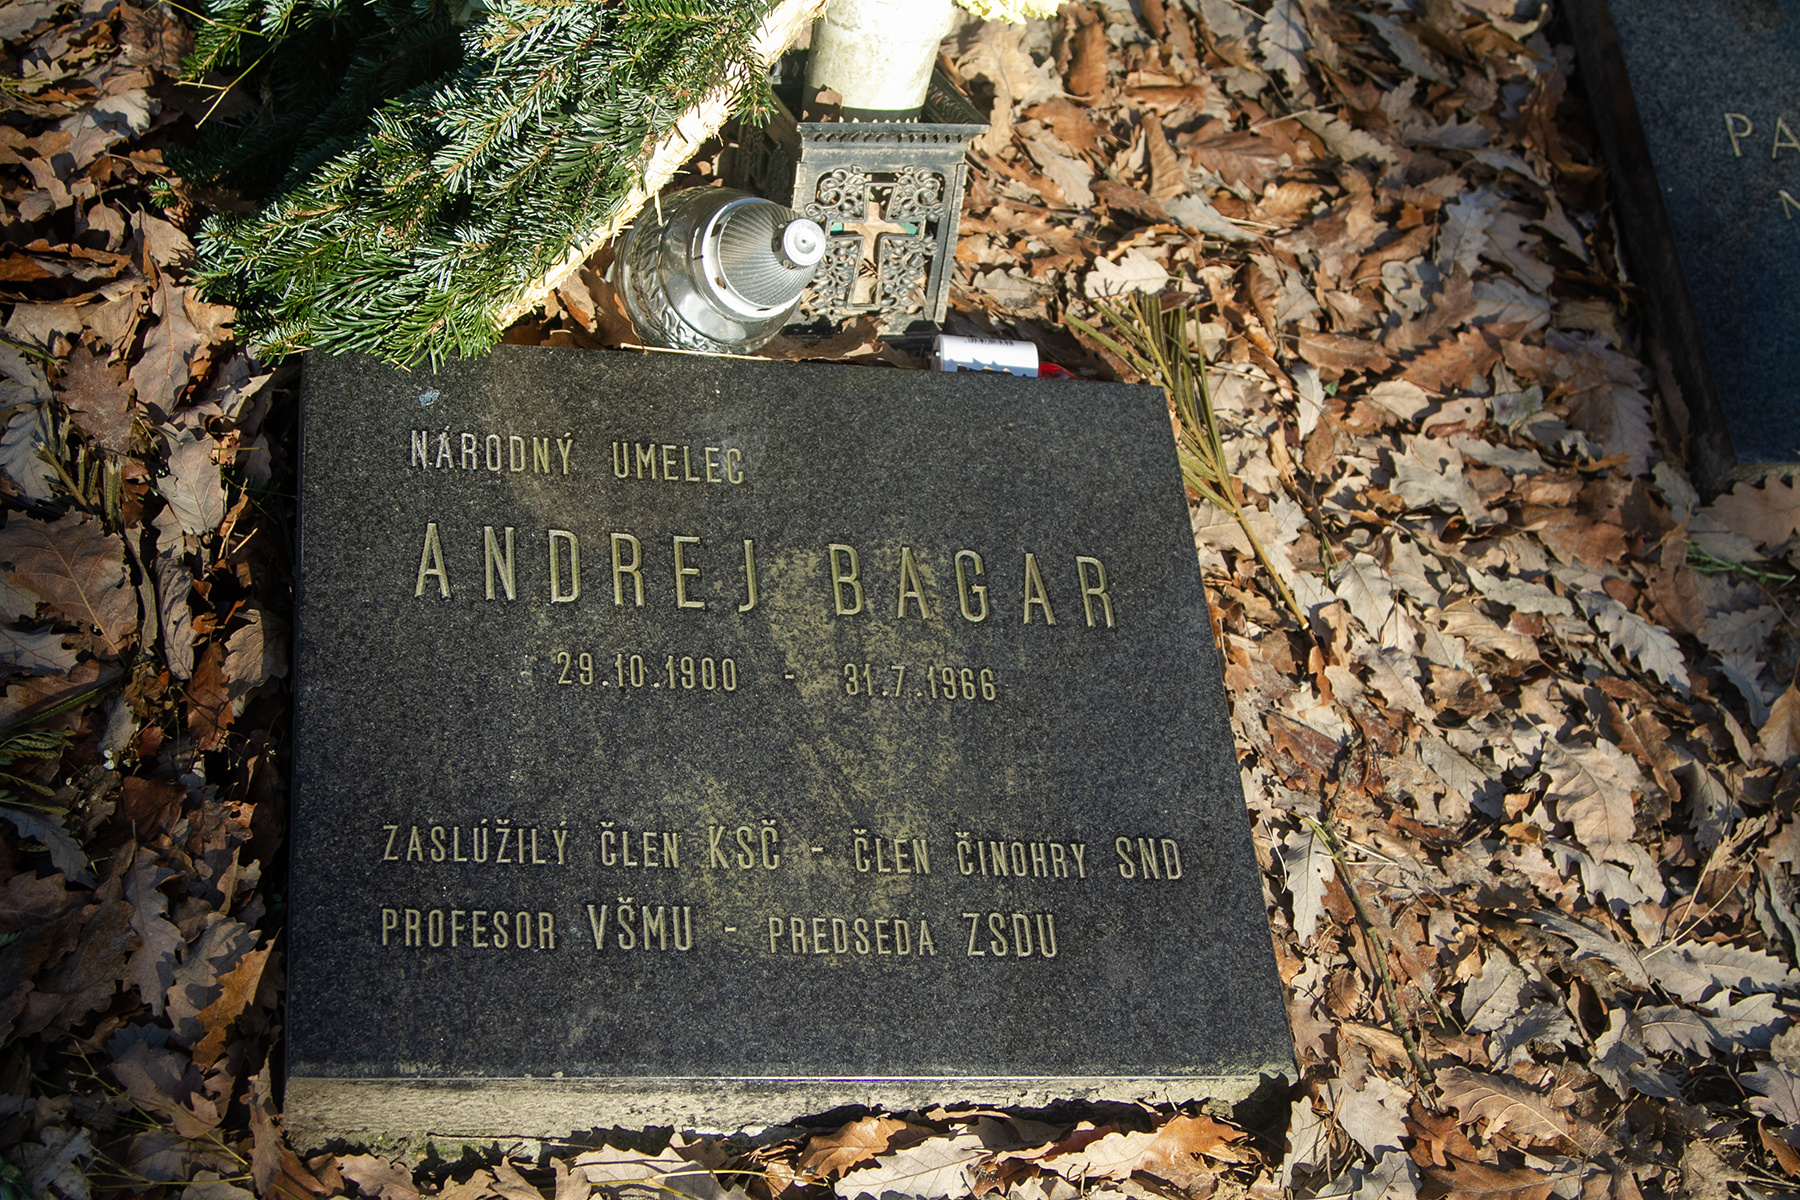 NÁRODNÝ UMELEC
ANDREJ BAGAR
29.10.1900 - 31.7.1966
ZASLÚŽILÝ ČLEN KSČ - ČLEN ČINOHRY SND
PROFESOR VŠMU - PREDSEDA ZSDU